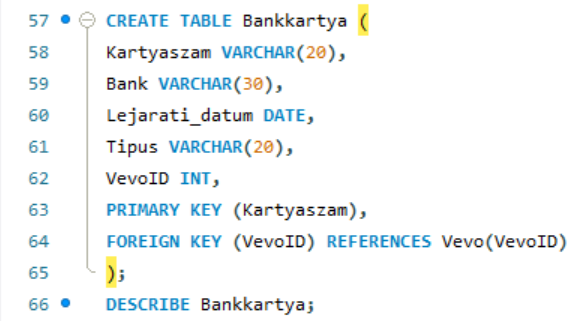 57 CREATE TABLE Bankkartya (
58 Kartyaszam VARCHAR(20),
59 Bank VARCHAR(30),
60 Lejarati_datum DATE,
61 Tipus VARCHAR(20),
62 VevoID INT,
63 PRIMARY KEY (Kartyaszam),
64 FOREIGN KEY (VevoID) REFERENCES Vevo(VevoID)
65 );
66 DESCRIBE Bankkartya;